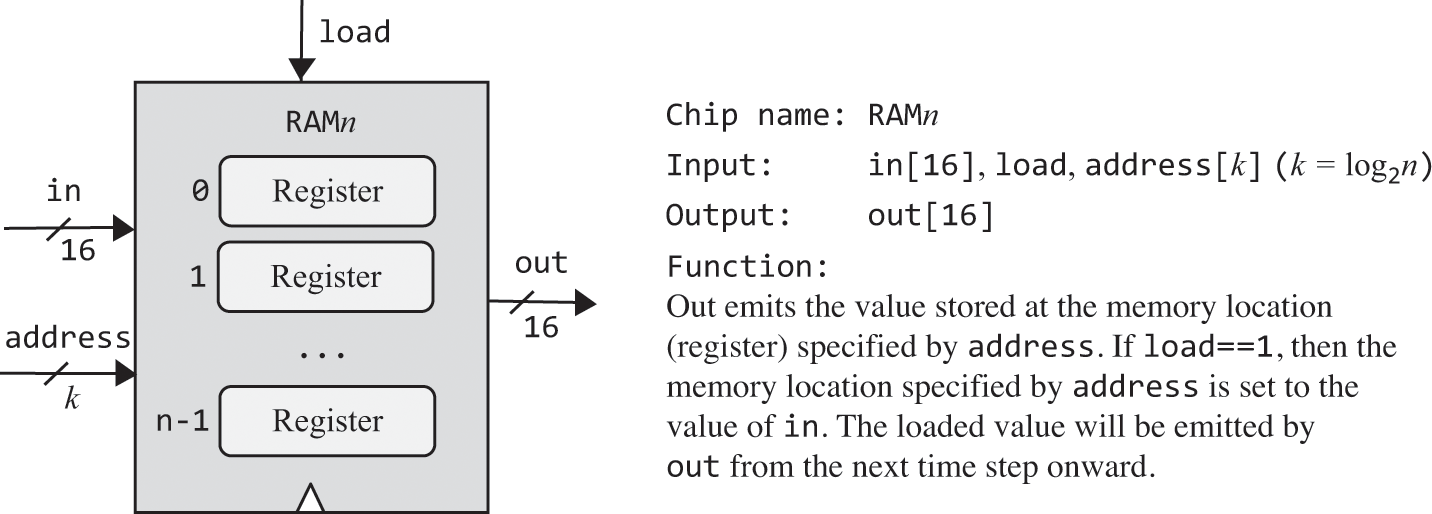 load
RAMn
in
16
0 Register
1 Register
out
16
address
k
...
n-1 Register
Chip name: RAMn
Input: in[16], load, address[k] (k = log₂n)
Output: out[16]
Function:
Out emits the value stored at the memory location
(register) specified by address. If load==1, then the
memory location specified by address is set to the
value of in. The loaded value will be emitted by
out from the next time step onward.